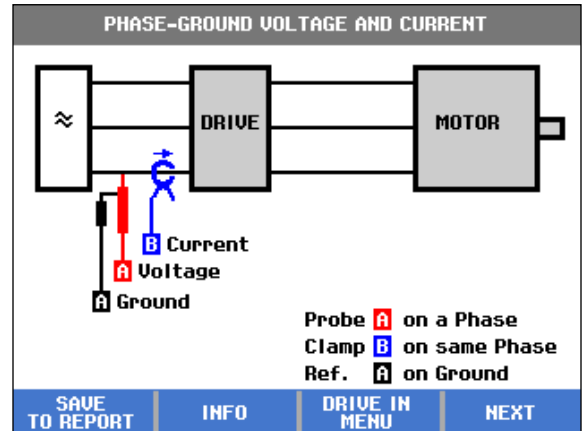 PHASE-GROUND VOLTAGE AND CURRENT
≈
DRIVE
MOTOR
B Current
A Voltage
A Ground
Probe A on a Phase
Clamp B on same Phase
Ref. A on Ground
SAVE
TO REPORT
INFO
DRIVE IN
MENU
NEXT